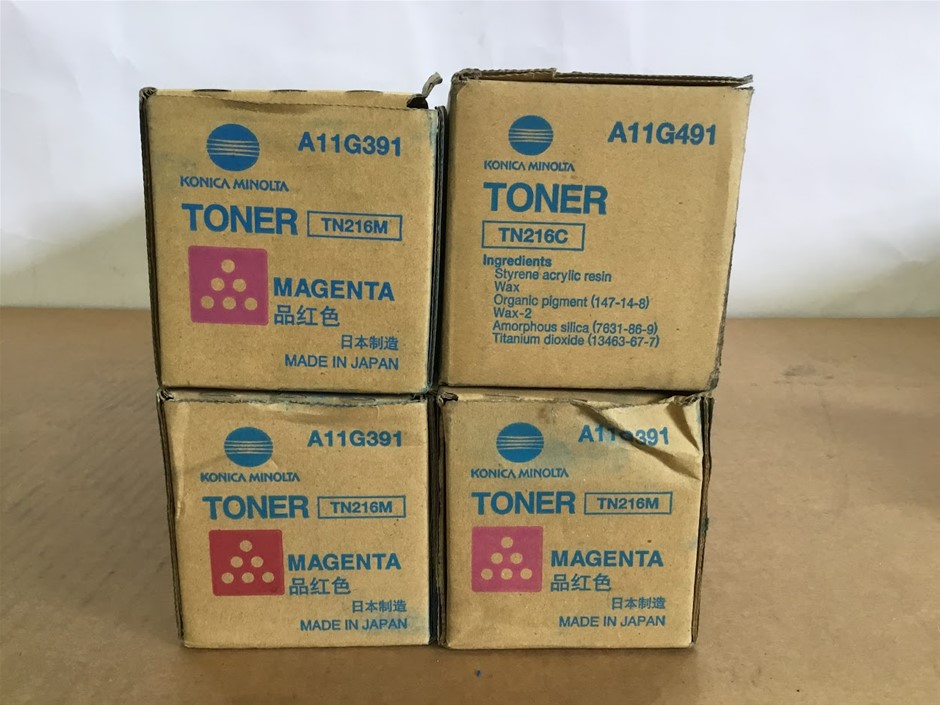 A11G391
KONICA MINOLTA
TONER TN216M
MAGENTA
品红色
日本制造
MADE IN JAPAN
A11G491
KONICA MINOLTA
TONER
TN216C
Ingredients
Styrene acrylic resin
Wax
Organic pigment (147-14-8)
Wax-2
Amorphous silica (7631-86-9)
Titanium dioxide (13463-67-7)
A11G391
KONICA MINOLTA
TONER TN216M
MAGENTA
品红色
日本制造
MADE IN JAPAN
A11G391
KONICA MINOLTA
TONER TN216M
MAGENTA
品红色
日本制造
MADE IN JAPAN